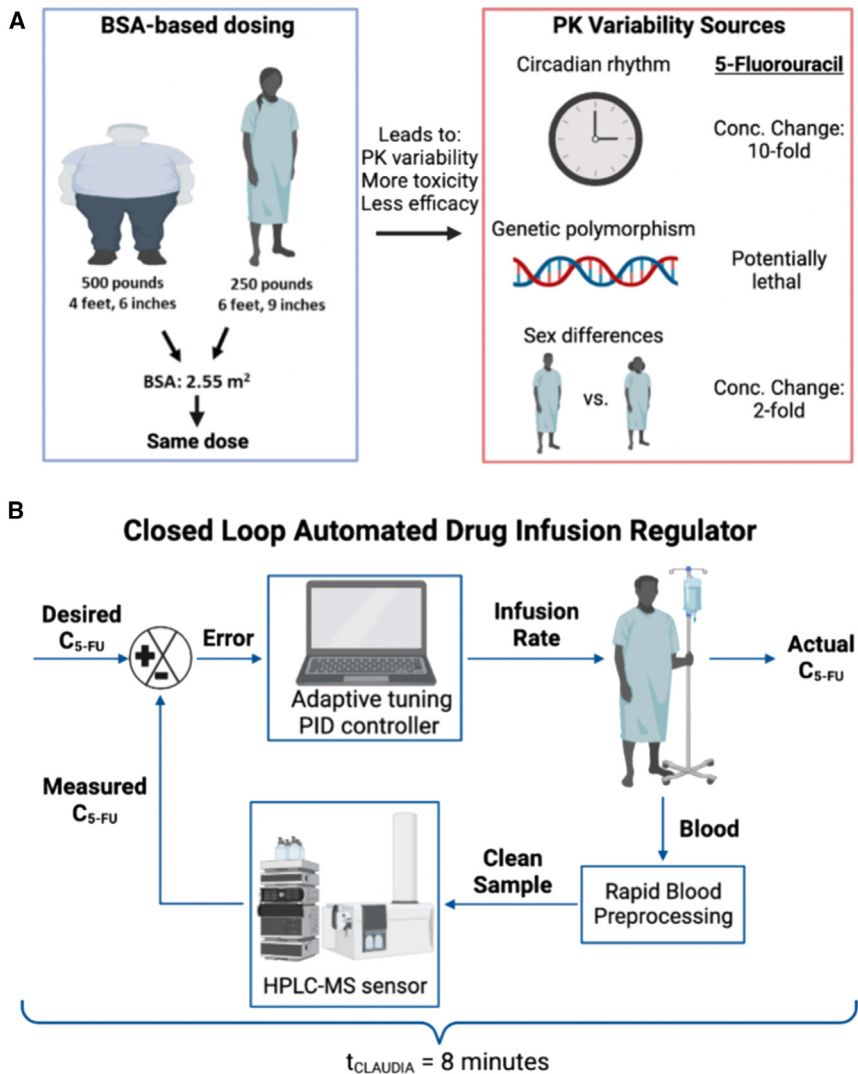 A
BSA-based dosing
500 pounds
4 feet, 6 inches
250 pounds
6 feet, 9 inches
BSA: 2.55 m²
Same dose
Leads to:
PK variability
More toxicity
Less efficacy
PK Variability Sources
Circadian rhythm
5-Fluorouracil
Conc. Change:
10-fold
Genetic polymorphism
Potentially
lethal
Sex differences
vs.
Conc. Change:
2-fold
B
Closed Loop Automated Drug Infusion Regulator
Desired
C5-FU
+
-
Error
Adaptive tuning
PID controller
Infusion
Rate
Actual
C5-FU
Measured
C5-FU
Blood
Rapid Blood
Preprocessing
Clean
Sample
HPLC-MS sensor
tCLAUDIA = 8 minutes